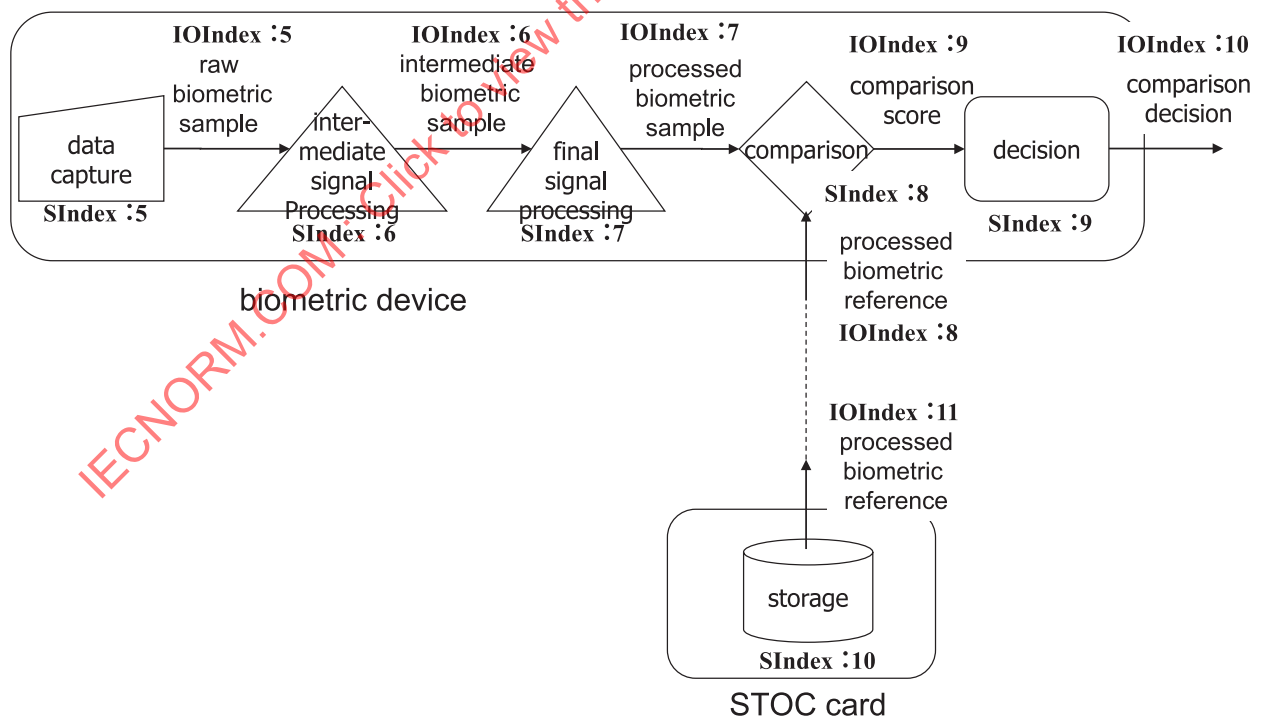 IOIndex :5
raw
biometric
sample
IOIndex :6
intermediate
biometric
sample
IOIndex :7
processed
biometric
sample
IOIndex :9
comparison
score
IOIndex :10
comparison
decision
data
capture
SIndex :5
inter-
mediate
signal
Processing
SIndex :6
final
signal
processing
SIndex :7
comparison
SIndex :8
decision
SIndex :9
biometric device
processed
biometric
reference
IOIndex :8
IOIndex :11
processed
biometric
reference
storage
SIndex :10
STOC card
IECNORM.COM : Click to view